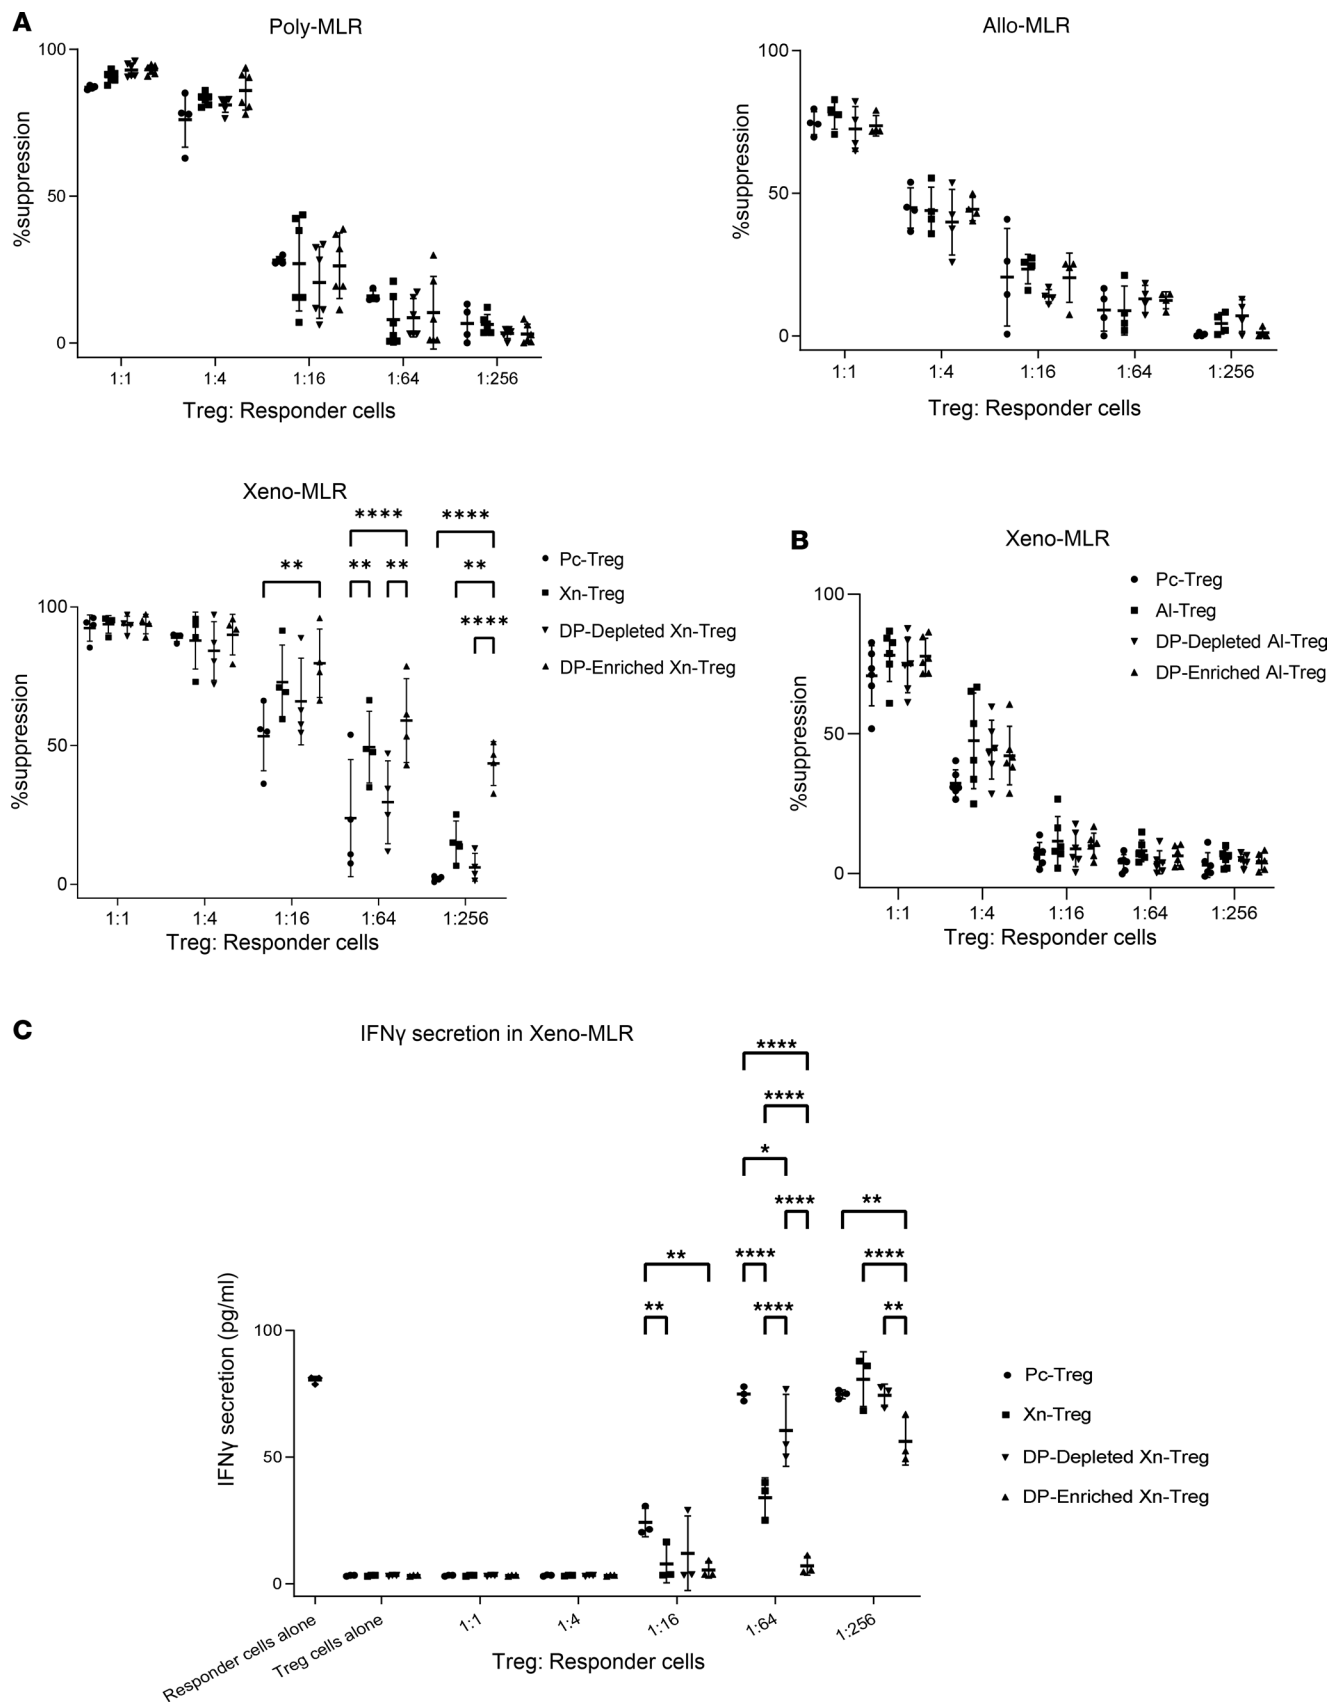 A
Poly-MLR
Allo-MLR
100
50
0
%suppression
1:1
1:4
1:16
1:64
1:256
Treg: Responder cells
100
50
0
%suppression
1:1
1:4
1:16
1:64
1:256
Treg: Responder cells
Xeno-MLR
**** ****
** ** ** **
****
Pc-Treg
Xn-Treg
DP-Depleted Xn-Treg
DP-Enriched Xn-Treg
100
50
0
%suppression
1:1
1:4
1:16
1:64
1:256
Treg: Responder cells
B
Xeno-MLR
Pc-Treg
Al-Treg
DP-Depleted Al-Treg
DP-Enriched Al-Treg
100
50
0
%suppression
1:1
1:4
1:16
1:64
1:256
Treg: Responder cells
C
IFNγ secretion in Xeno-MLR
****
****
*
**** **
** **** ****
** **** **
100
50
0
IFNγ secretion (pg/ml)
Responder cells alone
Treg cells alone
1:1
1:4
1:16
1:64
1:256
Treg: Responder cells
Pc-Treg
Xn-Treg
DP-Depleted Xn-Treg
DP-Enriched Xn-Treg